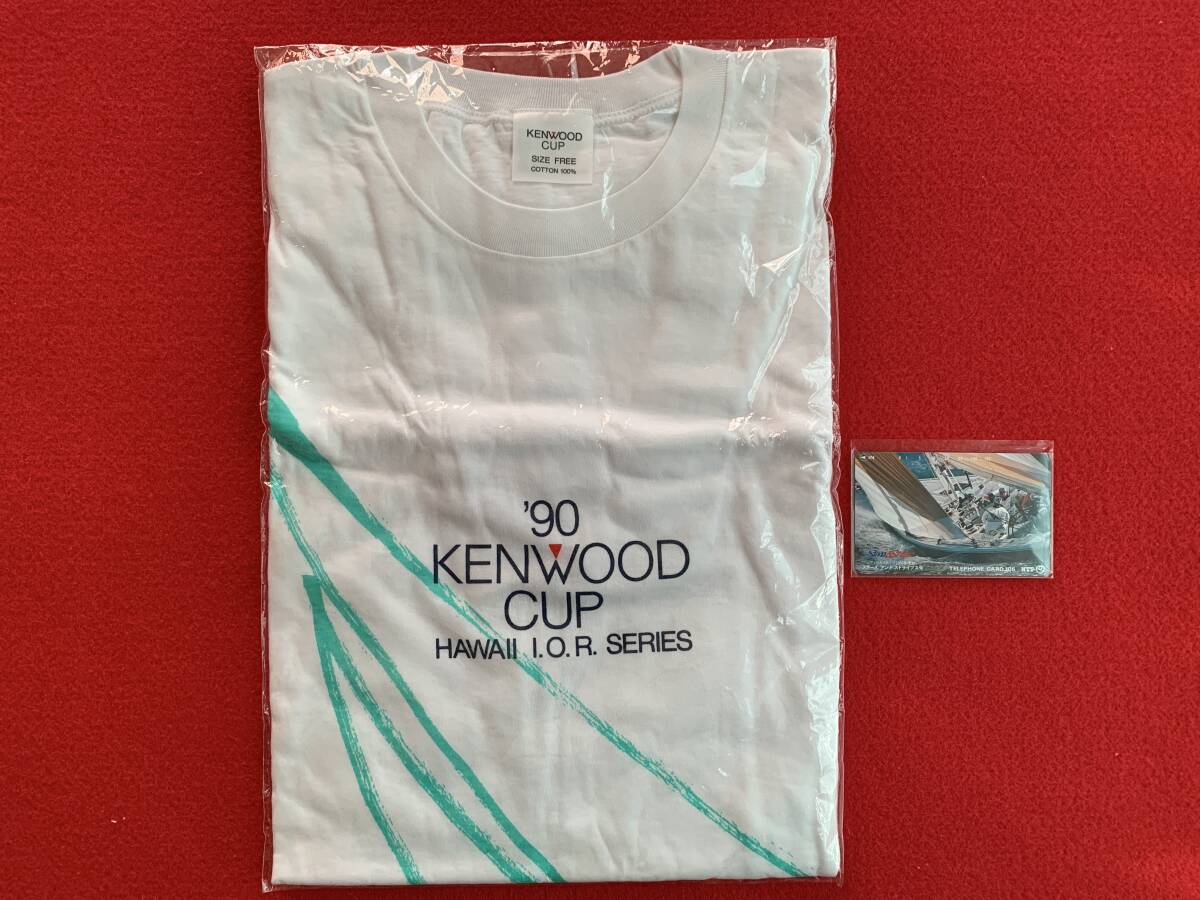 KENWOOD
CUP
SIZE FREE
COTTON 100%
'90
KENWOOD
CUP
HAWAII I.O.R. SERIES
TELEPHONE CARD 105 NTT